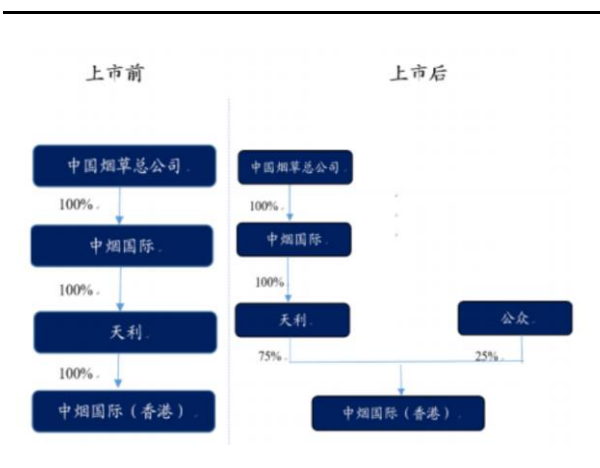 上市前
中国烟草总公司
100%
中烟国际
100%
天利
100%
中烟国际（香港）
上市后
中国烟草总公司
100%
中烟国际
100%
天利
公众
75%
25%
中烟国际（香港）